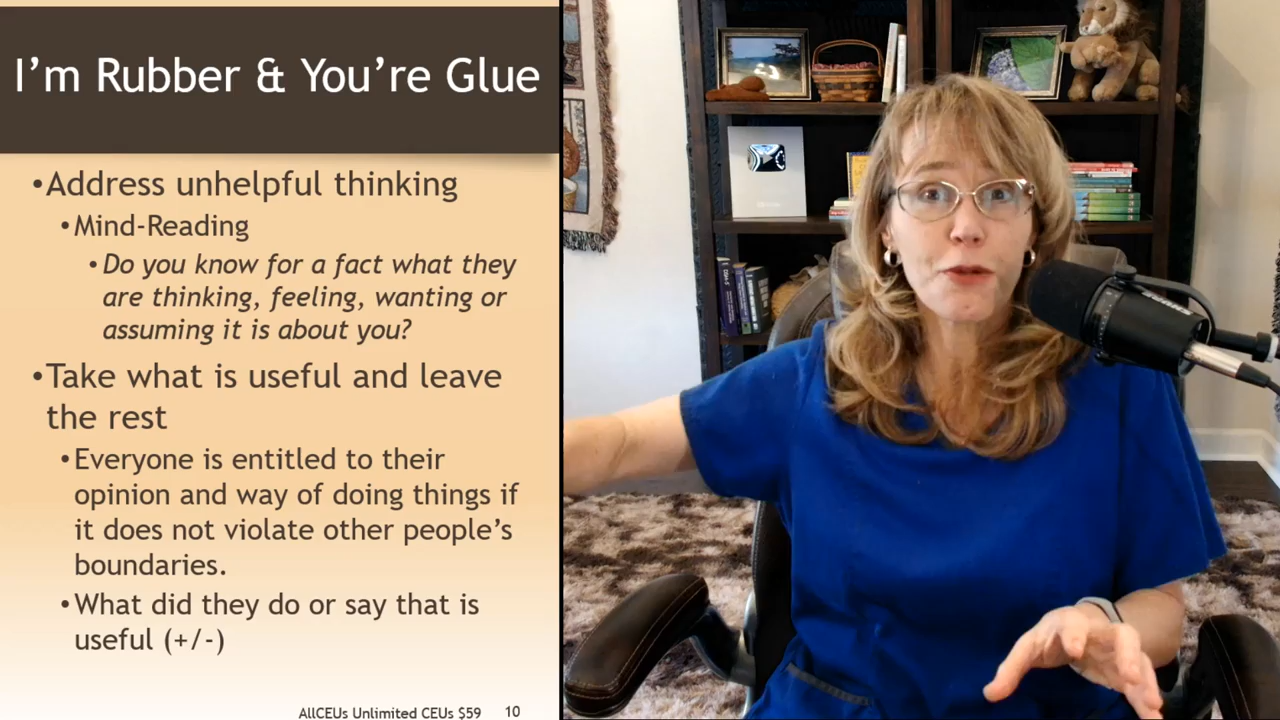 I’m Rubber & You’re Glue
•Address unhelpful thinking
•Mind-Reading
•Do you know for a fact what they
are thinking, feeling, wanting or
assuming it is about you?
•Take what is useful and leave
the rest
•Everyone is entitled to their
opinion and way of doing things if
it does not violate other people’s
boundaries.
•What did they do or say that is
useful (+/-)
AllCEUs Unlimited CEUs $59 10